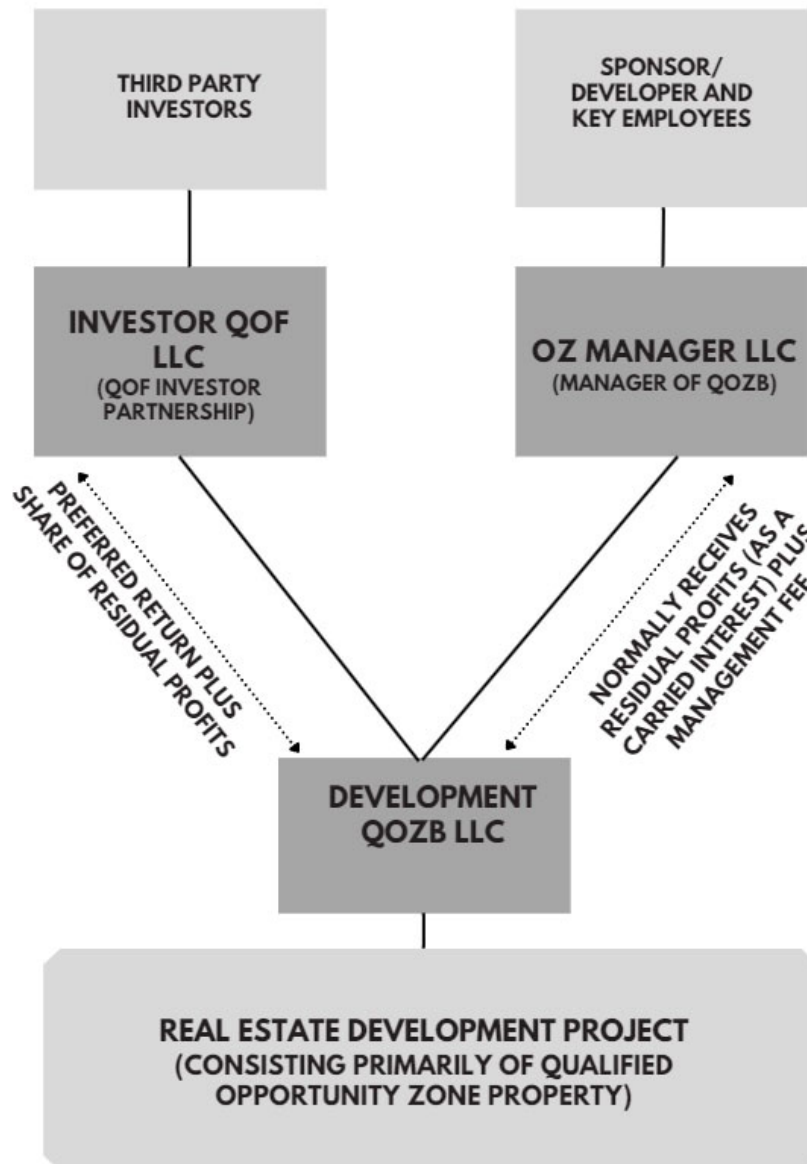 THIRD PARTY
INVESTORS
SPONSOR/
DEVELOPER AND
KEY EMPLOYEES
INVESTOR QOF
LLC
(QOF INVESTOR
PARTNERSHIP)
OZ MANAGER LLC
(MANAGER OF QOZB)
PREFERRED RETURN PLUS
SHARE OF RESIDUAL PROFITS
NORMALLY RECEIVES
RESIDUAL PROFITS (AS A
CARRIED INTEREST) PLUS
MANAGEMENT FEE
DEVELOPMENT
QOZB LLC
REAL ESTATE DEVELOPMENT PROJECT
(CONSISTING PRIMARILY OF QUALIFIED
OPPORTUNITY ZONE PROPERTY)